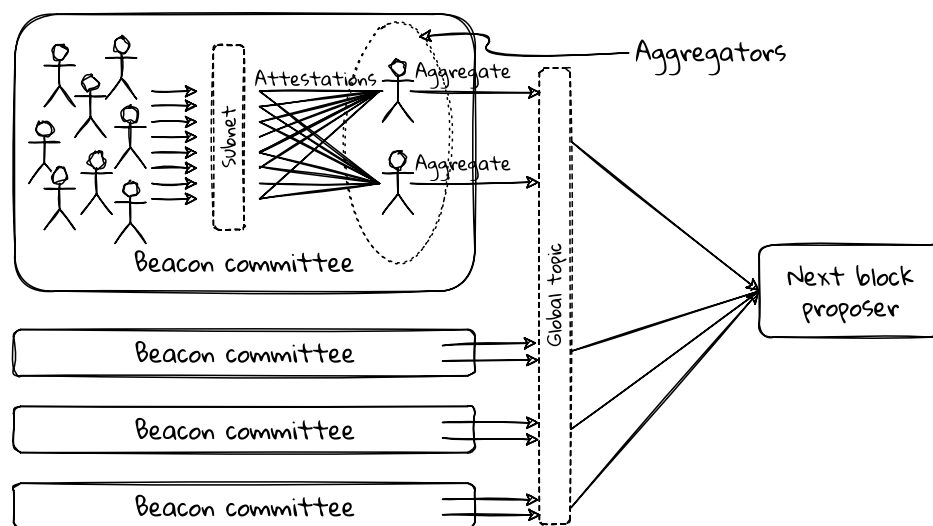 Aggregators
Attestations
Aggregate
subnet
Aggregate
Beacon committee
Global topic
Next block
proposer
Beacon committee
Beacon committee
Beacon committee